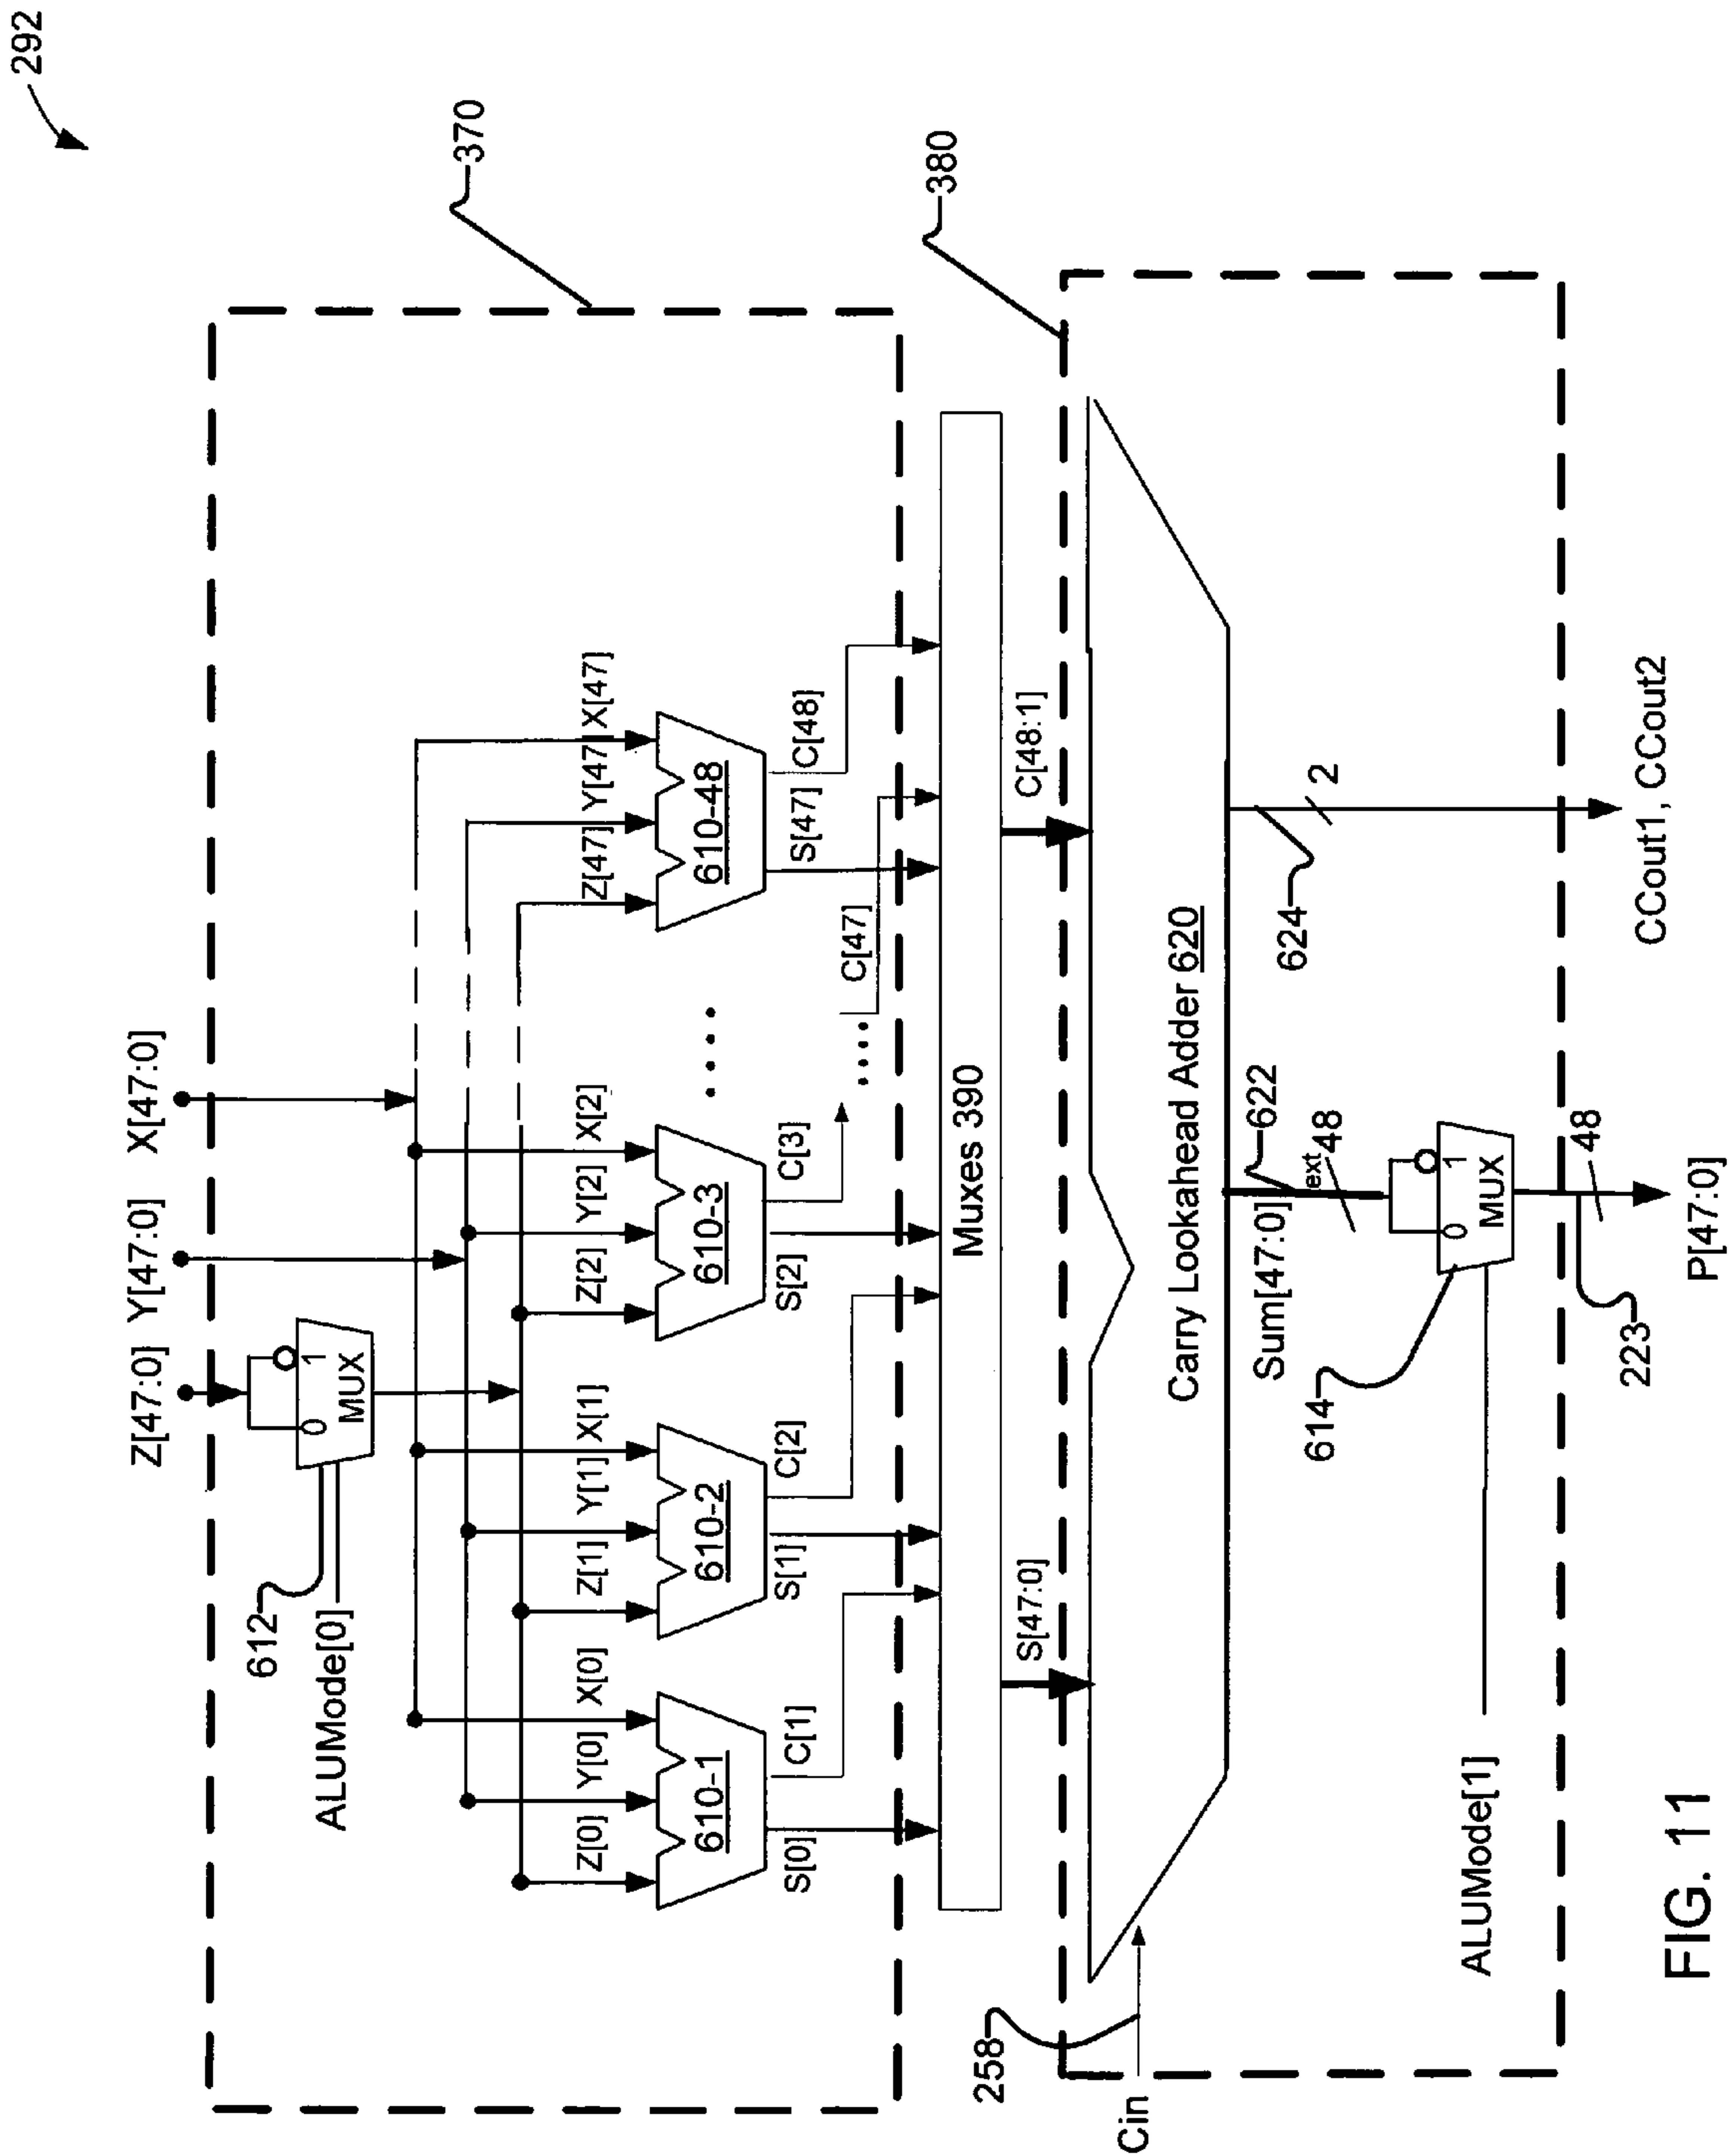 292
370
Z[47:0] Y[47:0] X[47:0]
0 1
MUX
612
ALUMode[0]
Z[0] Y[0] X[0] Z[1] Y[1] X[1] Z[2] Y[2] X[2] Z[47] Y[47] X[47]
610-1 610-2 610-3 .... 610-48
S[0] C[1] S[1] C[2] S[2] C[3] .... C[47] S[47] C[48]
Muxes 390
380
S[47:0] C[48:1]
258
Cin
Carry Lookahead Adder 620
Sum[47:0] ext 48 622
624 2
614
0 1
MUX
ALUMode[1]
223 48
P[47:0]
CCout1, CCout2
FIG. 11